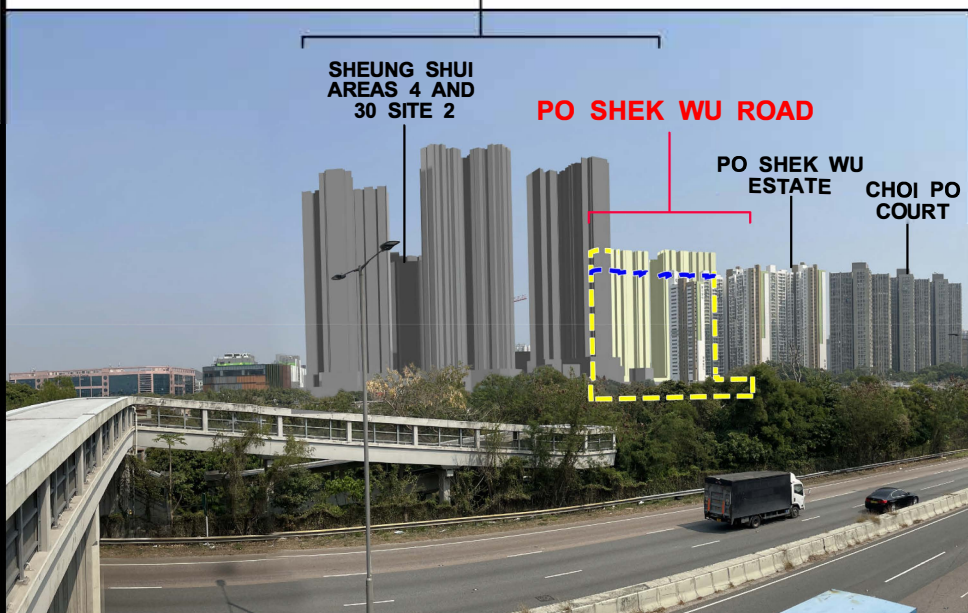 SHEUNG SHUI
AREAS 4 AND
30 SITE 2
PO SHEK WU ROAD
PO SHEK WU
ESTATE
CHOI PO
COURT